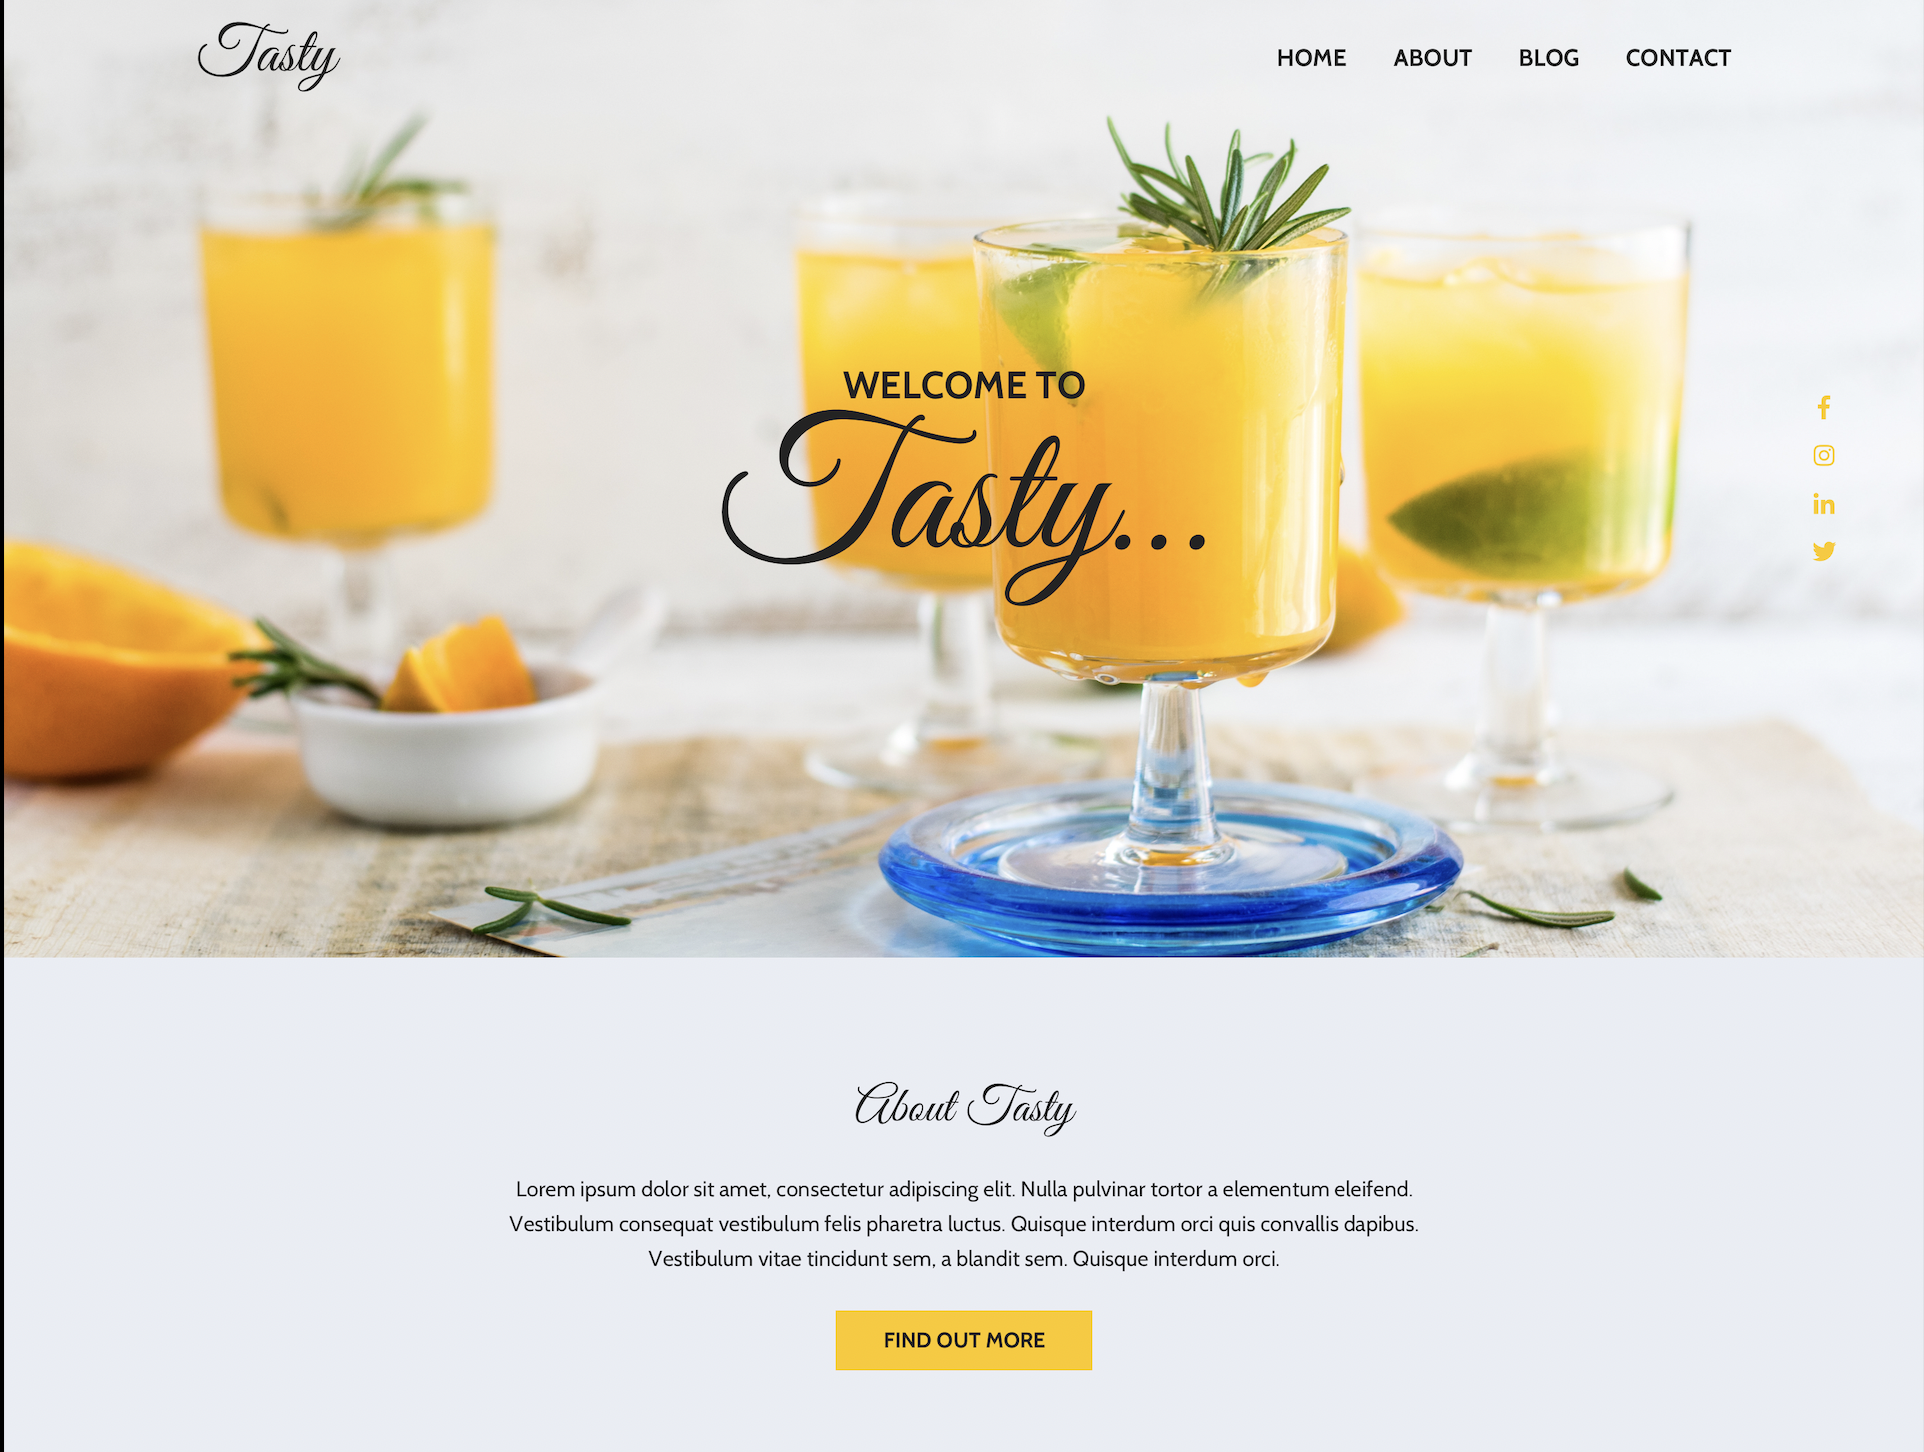 Tasty
HOME ABOUT BLOG CONTACT
WELCOME TO
Tasty...
About Tasty
Lorem ipsum dolor sit amet, consectetur adipiscing elit. Nulla pulvinar tortor a elementum eleifend.
Vestibulum consequat vestibulum felis pharetra luctus. Quisque interdum orci quis convallis dapibus.
Vestibulum vitae tincidunt sem, a blandit sem. Quisque interdum orci.
FIND OUT MORE